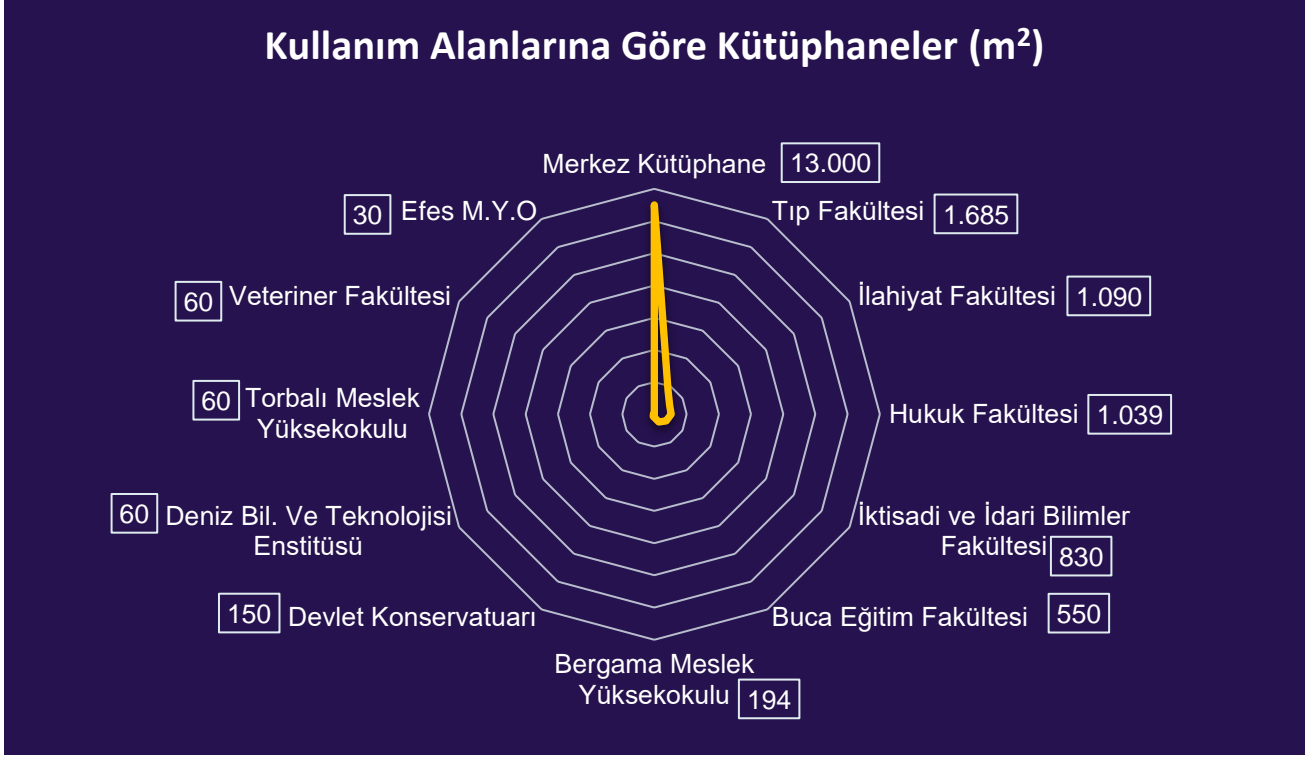 Kullanım Alanlarına Göre Kütüphaneler (m²)
Merkez Kütüphane 13.000
Tıp Fakültesi 1.685
İlahiyat Fakültesi 1.090
Hukuk Fakültesi 1.039
İktisadi ve İdari Bilimler
Fakültesi 830
Buca Eğitim Fakültesi 550
Bergama Meslek
Yüksekokulu 194
150 Devlet Konservatuarı
60 Deniz Bil. Ve Teknolojisi
Enstitüsü
60 Torbalı Meslek
Yüksekokulu
60 Veteriner Fakültesi
30 Efes M.Y.O